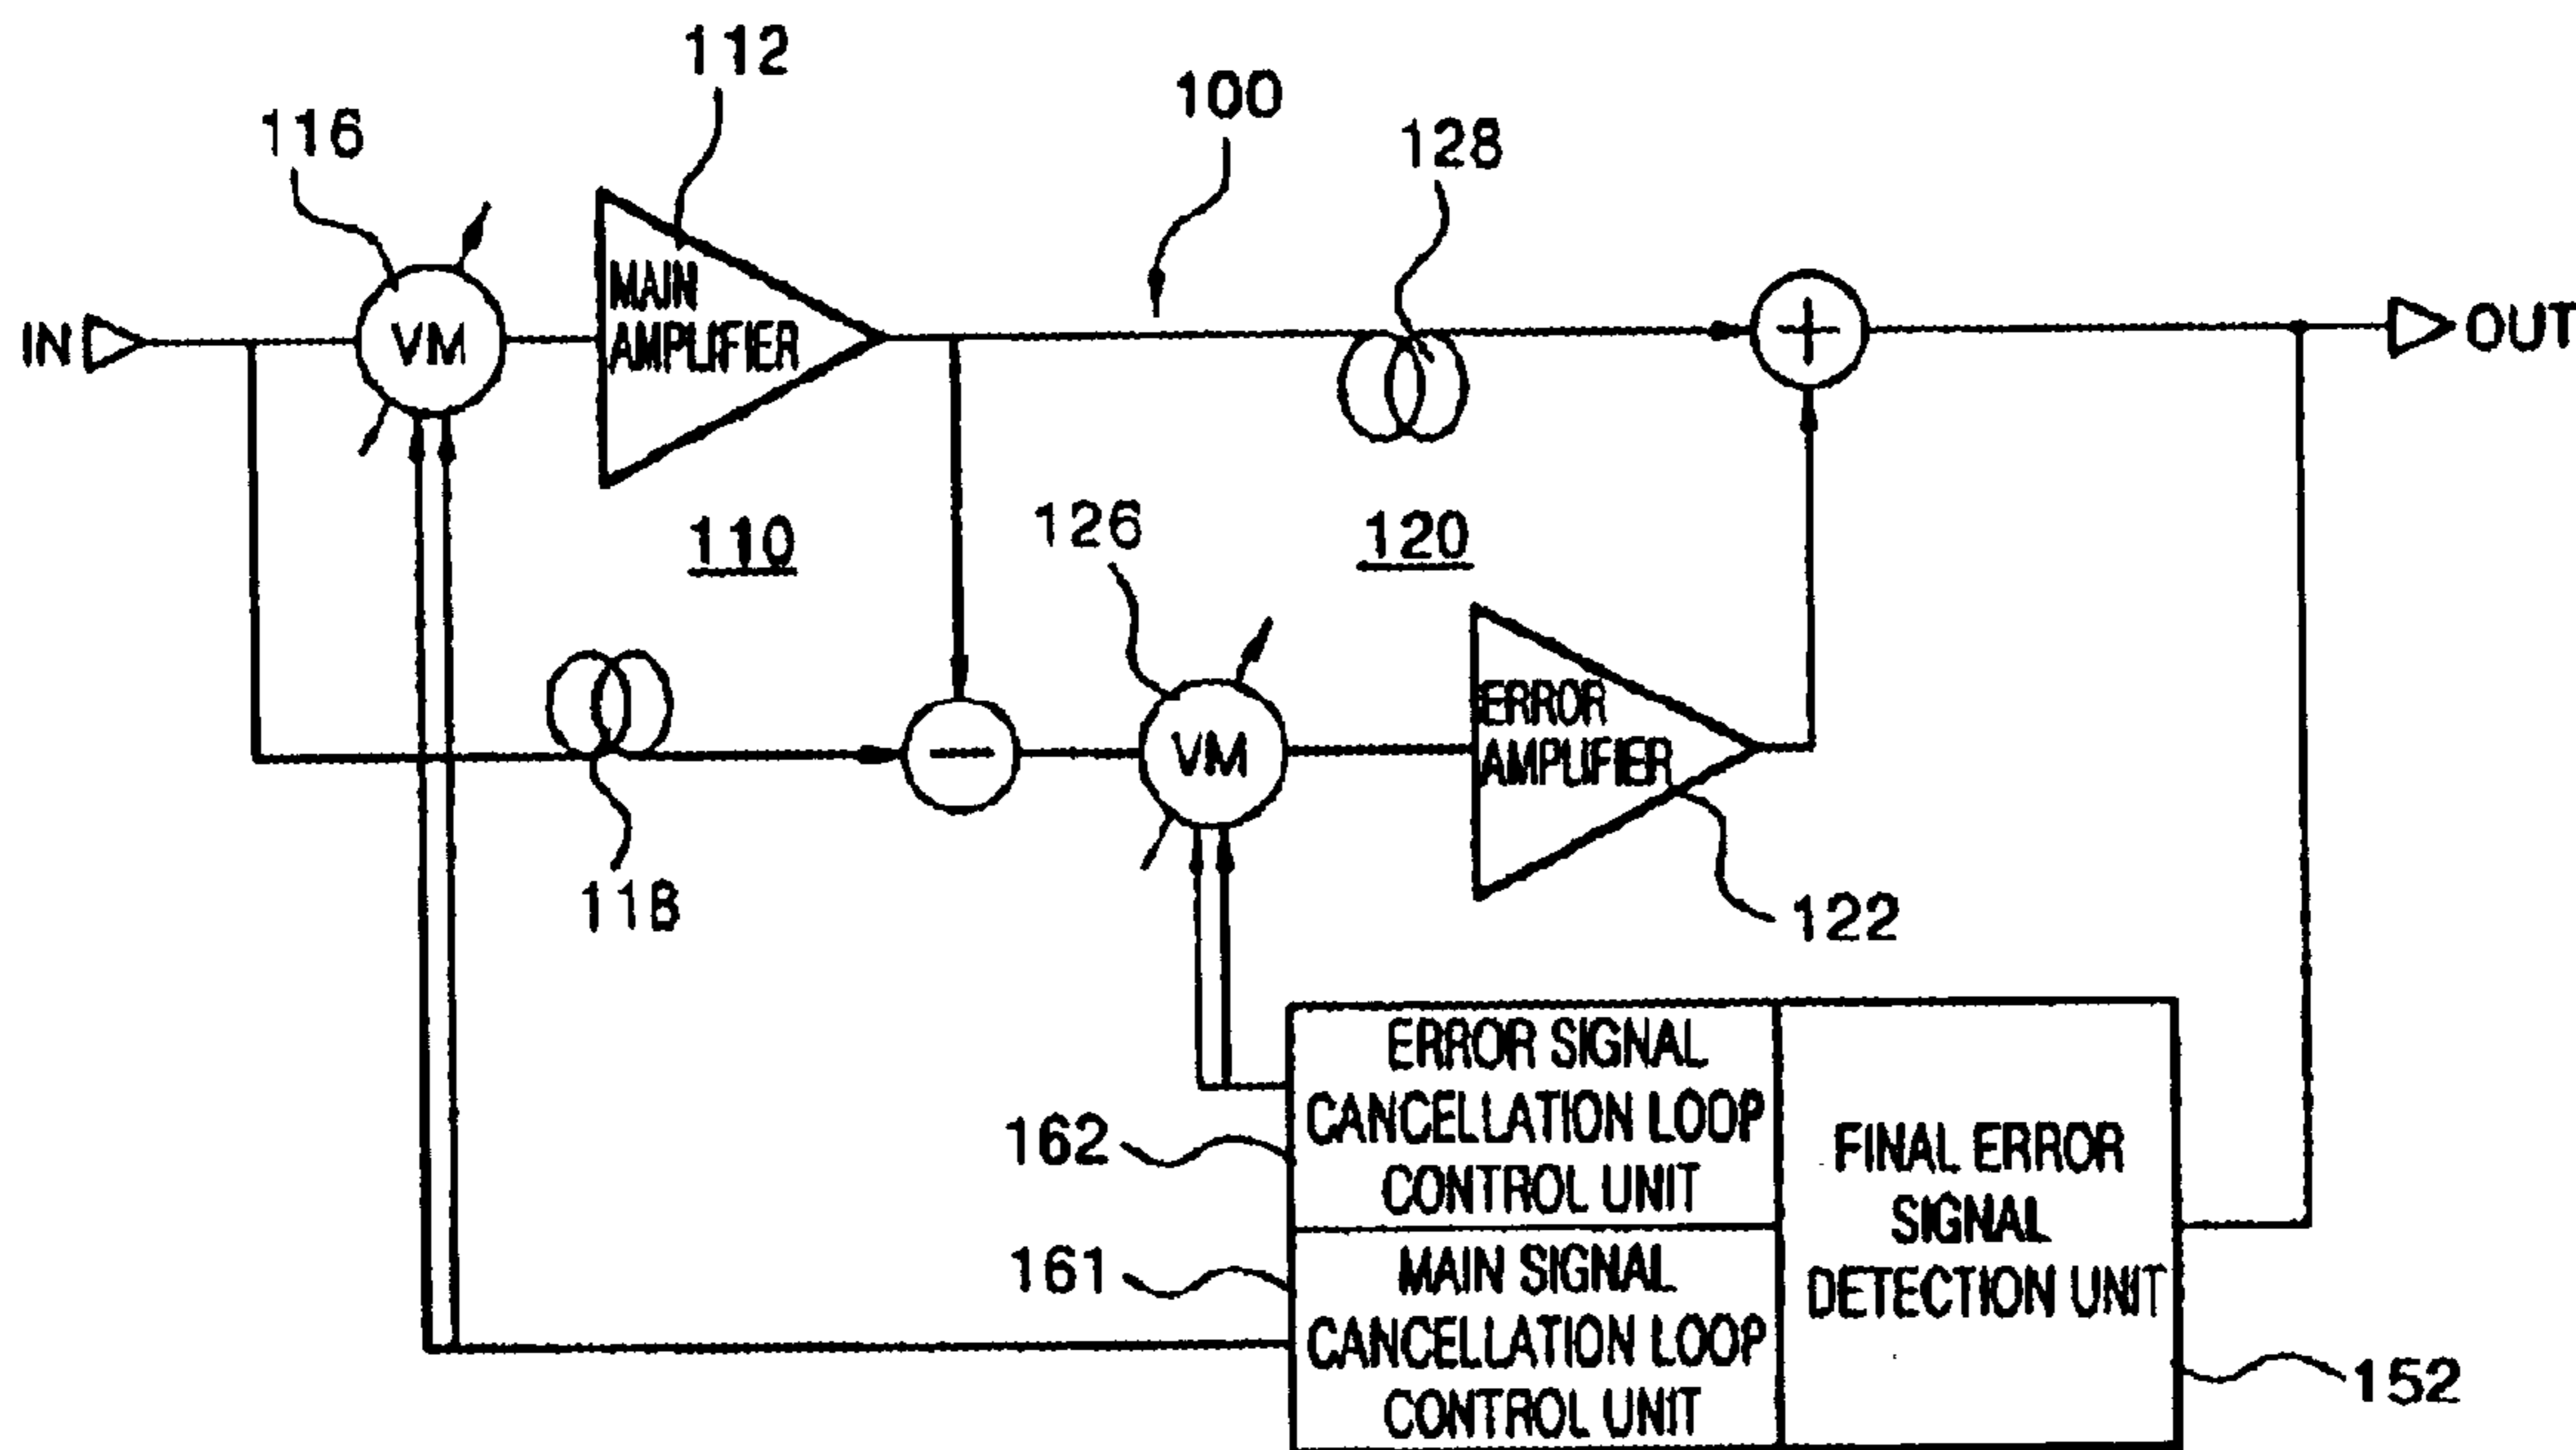 112
100
116
128
IN
VM
MAIN
AMPLIFIER
+
OUT
110
126
120
VM
ERROR
AMPLIFIER
118
122
ERROR SIGNAL
CANCELLATION LOOP
CONTROL UNIT
162
FINAL ERROR
SIGNAL
DETECTION UNIT
161
MAIN SIGNAL
CANCELLATION LOOP
CONTROL UNIT
152